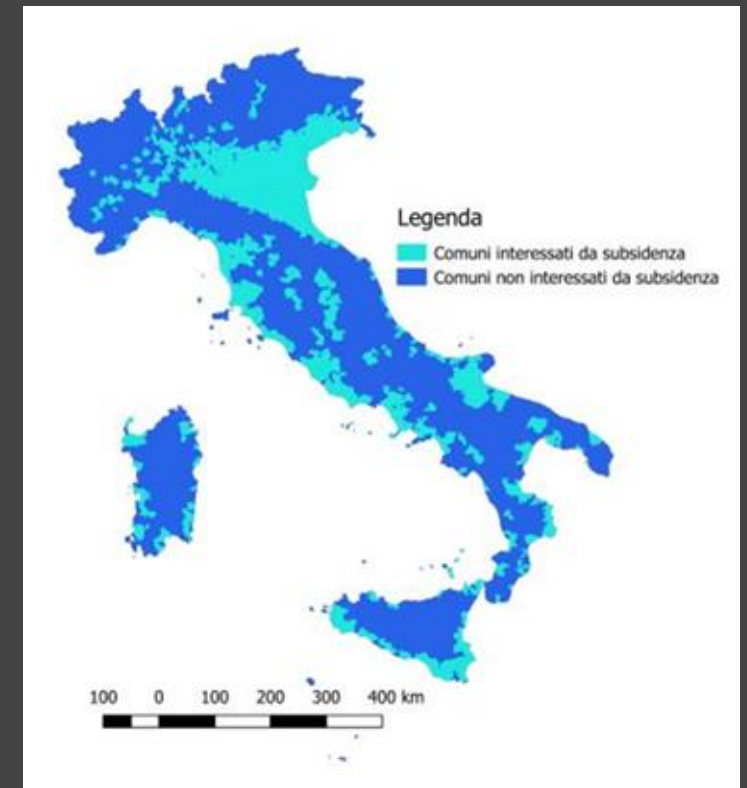 Legenda
Comuni interessati da subsidenza
Comuni non interessati da subsidenza
100 0 100 200 300 400 km